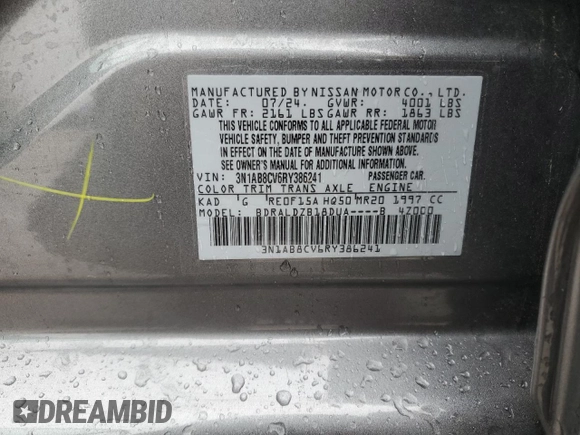 MANUFACTURED BY NISSAN MOTOR CO., LTD.
DATE: 07/24. GVWR: 4001 LBS
GAWR FR: 2161 LBS GAWR RR: 1863 LBS
THIS VEHICLE CONFORMS TO ALL APPLICABLE FEDERAL MOTOR
VEHICLE SAFETY, BUMPER AND THEFT PREVENTION STANDARDS
IN EFFECT ON THE DATE OF MANUFACTURE SHOWN ABOVE.
SEE OWNER'S MANUAL FOR ADDITIONAL INFORMATION.
VIN: 3N1AB8CV6RY386241 PASSENGER CAR.
COLOR TRIM TRANS AXLE ENGINE
KAD G RE0F15A HQ50 MR20 1997 CC
MODEL: BDRALDZB18DUA----B 4Z000
3N1AB8CV6RY386241
DREAMBID